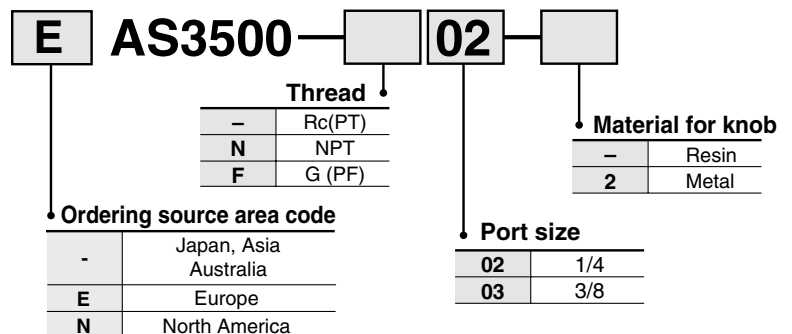 E AS3500— 02 —
Thread
– Rc(PT)
N NPT
F G (PF)
Material for knob
– Resin
2 Metal
Ordering source area code
- Japan, Asia
Australia
E Europe
N North America
Port size
02 1/4
03 3/8